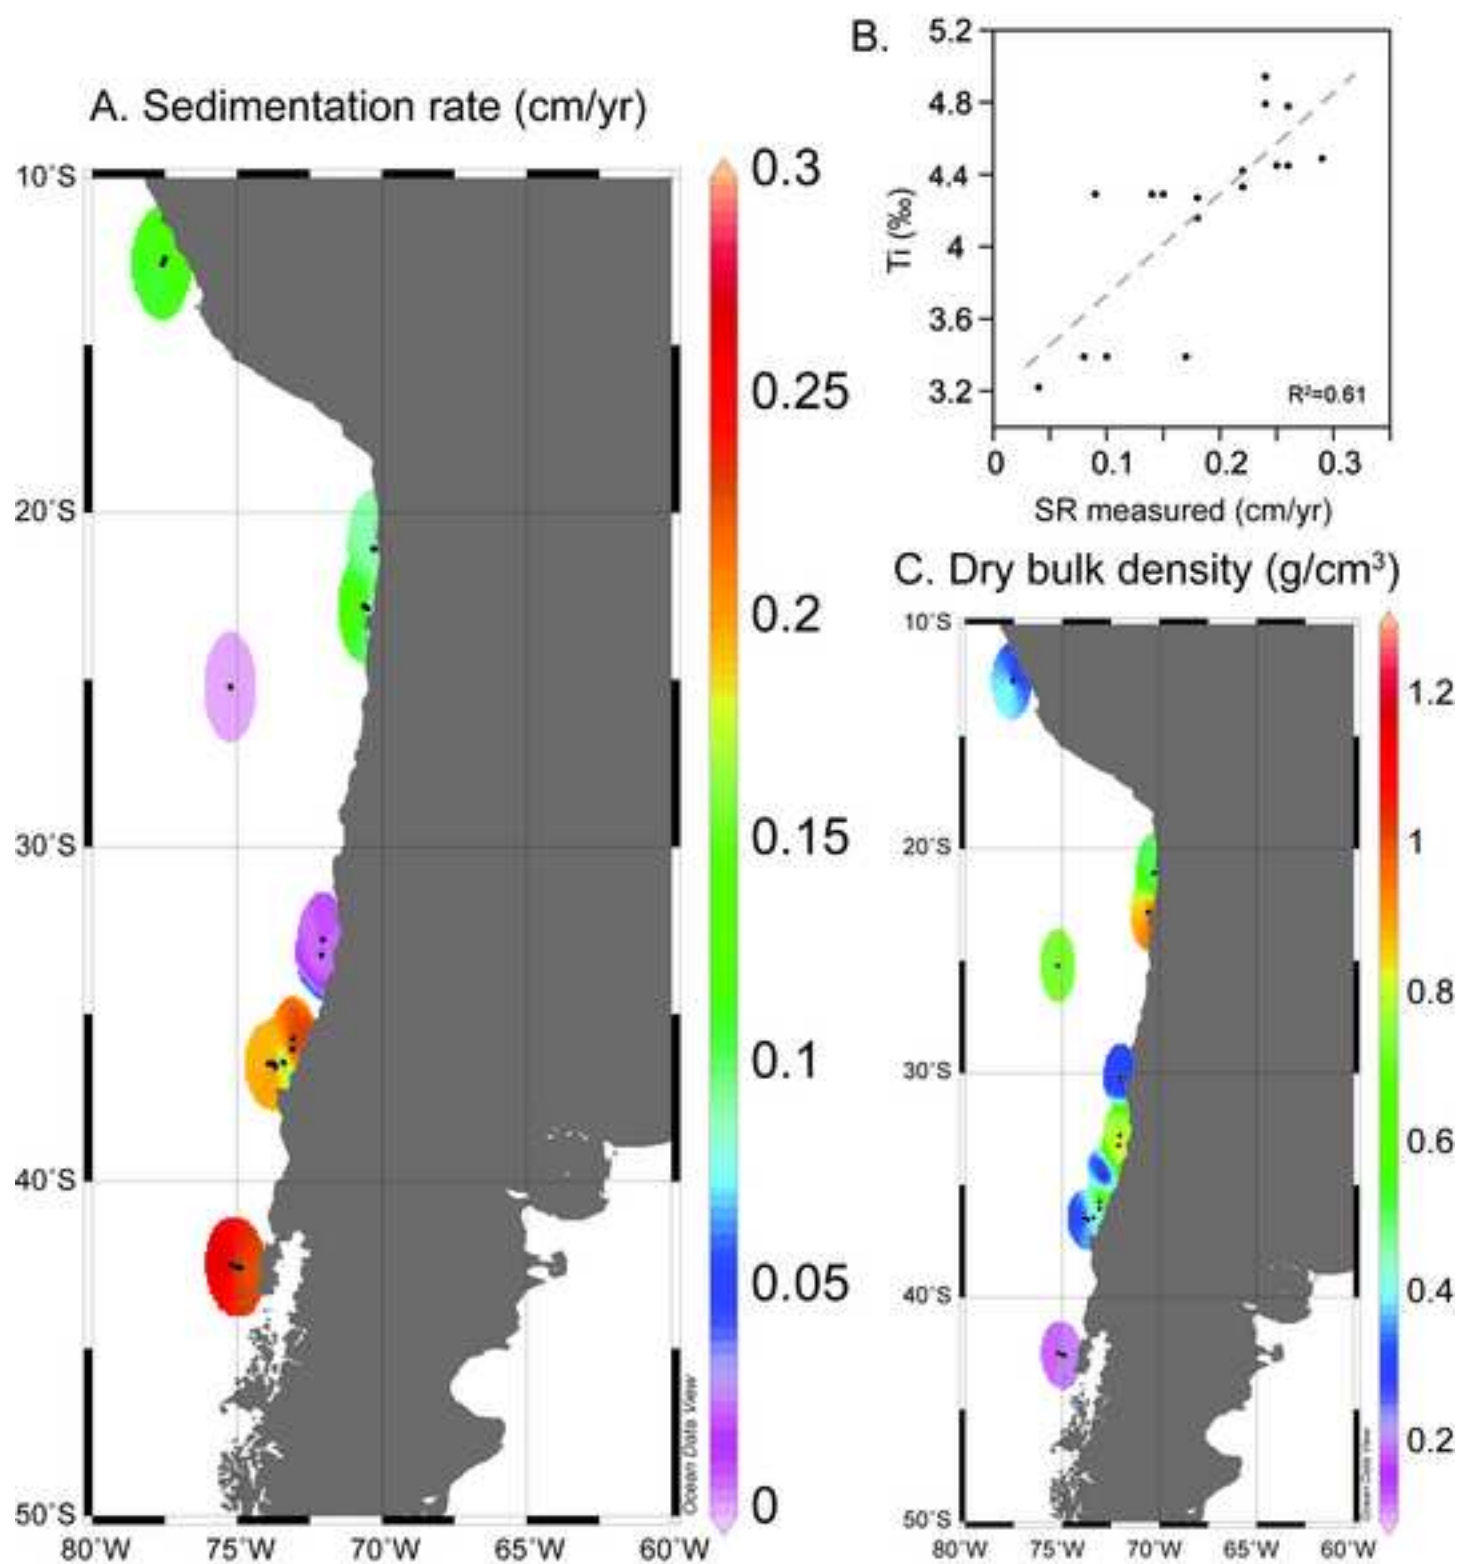 B.
5.2
4.8
4.4
4
3.6
3.2
Ti (‰)
R²=0.61
0 0.1 0.2 0.3
SR measured (cm/yr)
A. Sedimentation rate (cm/yr)
10°S
20°S
30°S
40°S
50°S
80°W 75°W 70°W 65°W 60°W
Ocean Data View
0.3
0.25
0.2
0.15
0.1
0.05
0
C. Dry bulk density (g/cm³)
10°S
20°S
30°S
40°S
50°S
80°W 75°W 70°W 65°W 60°W
Ocean Data View
1.2
1
0.8
0.6
0.4
0.2